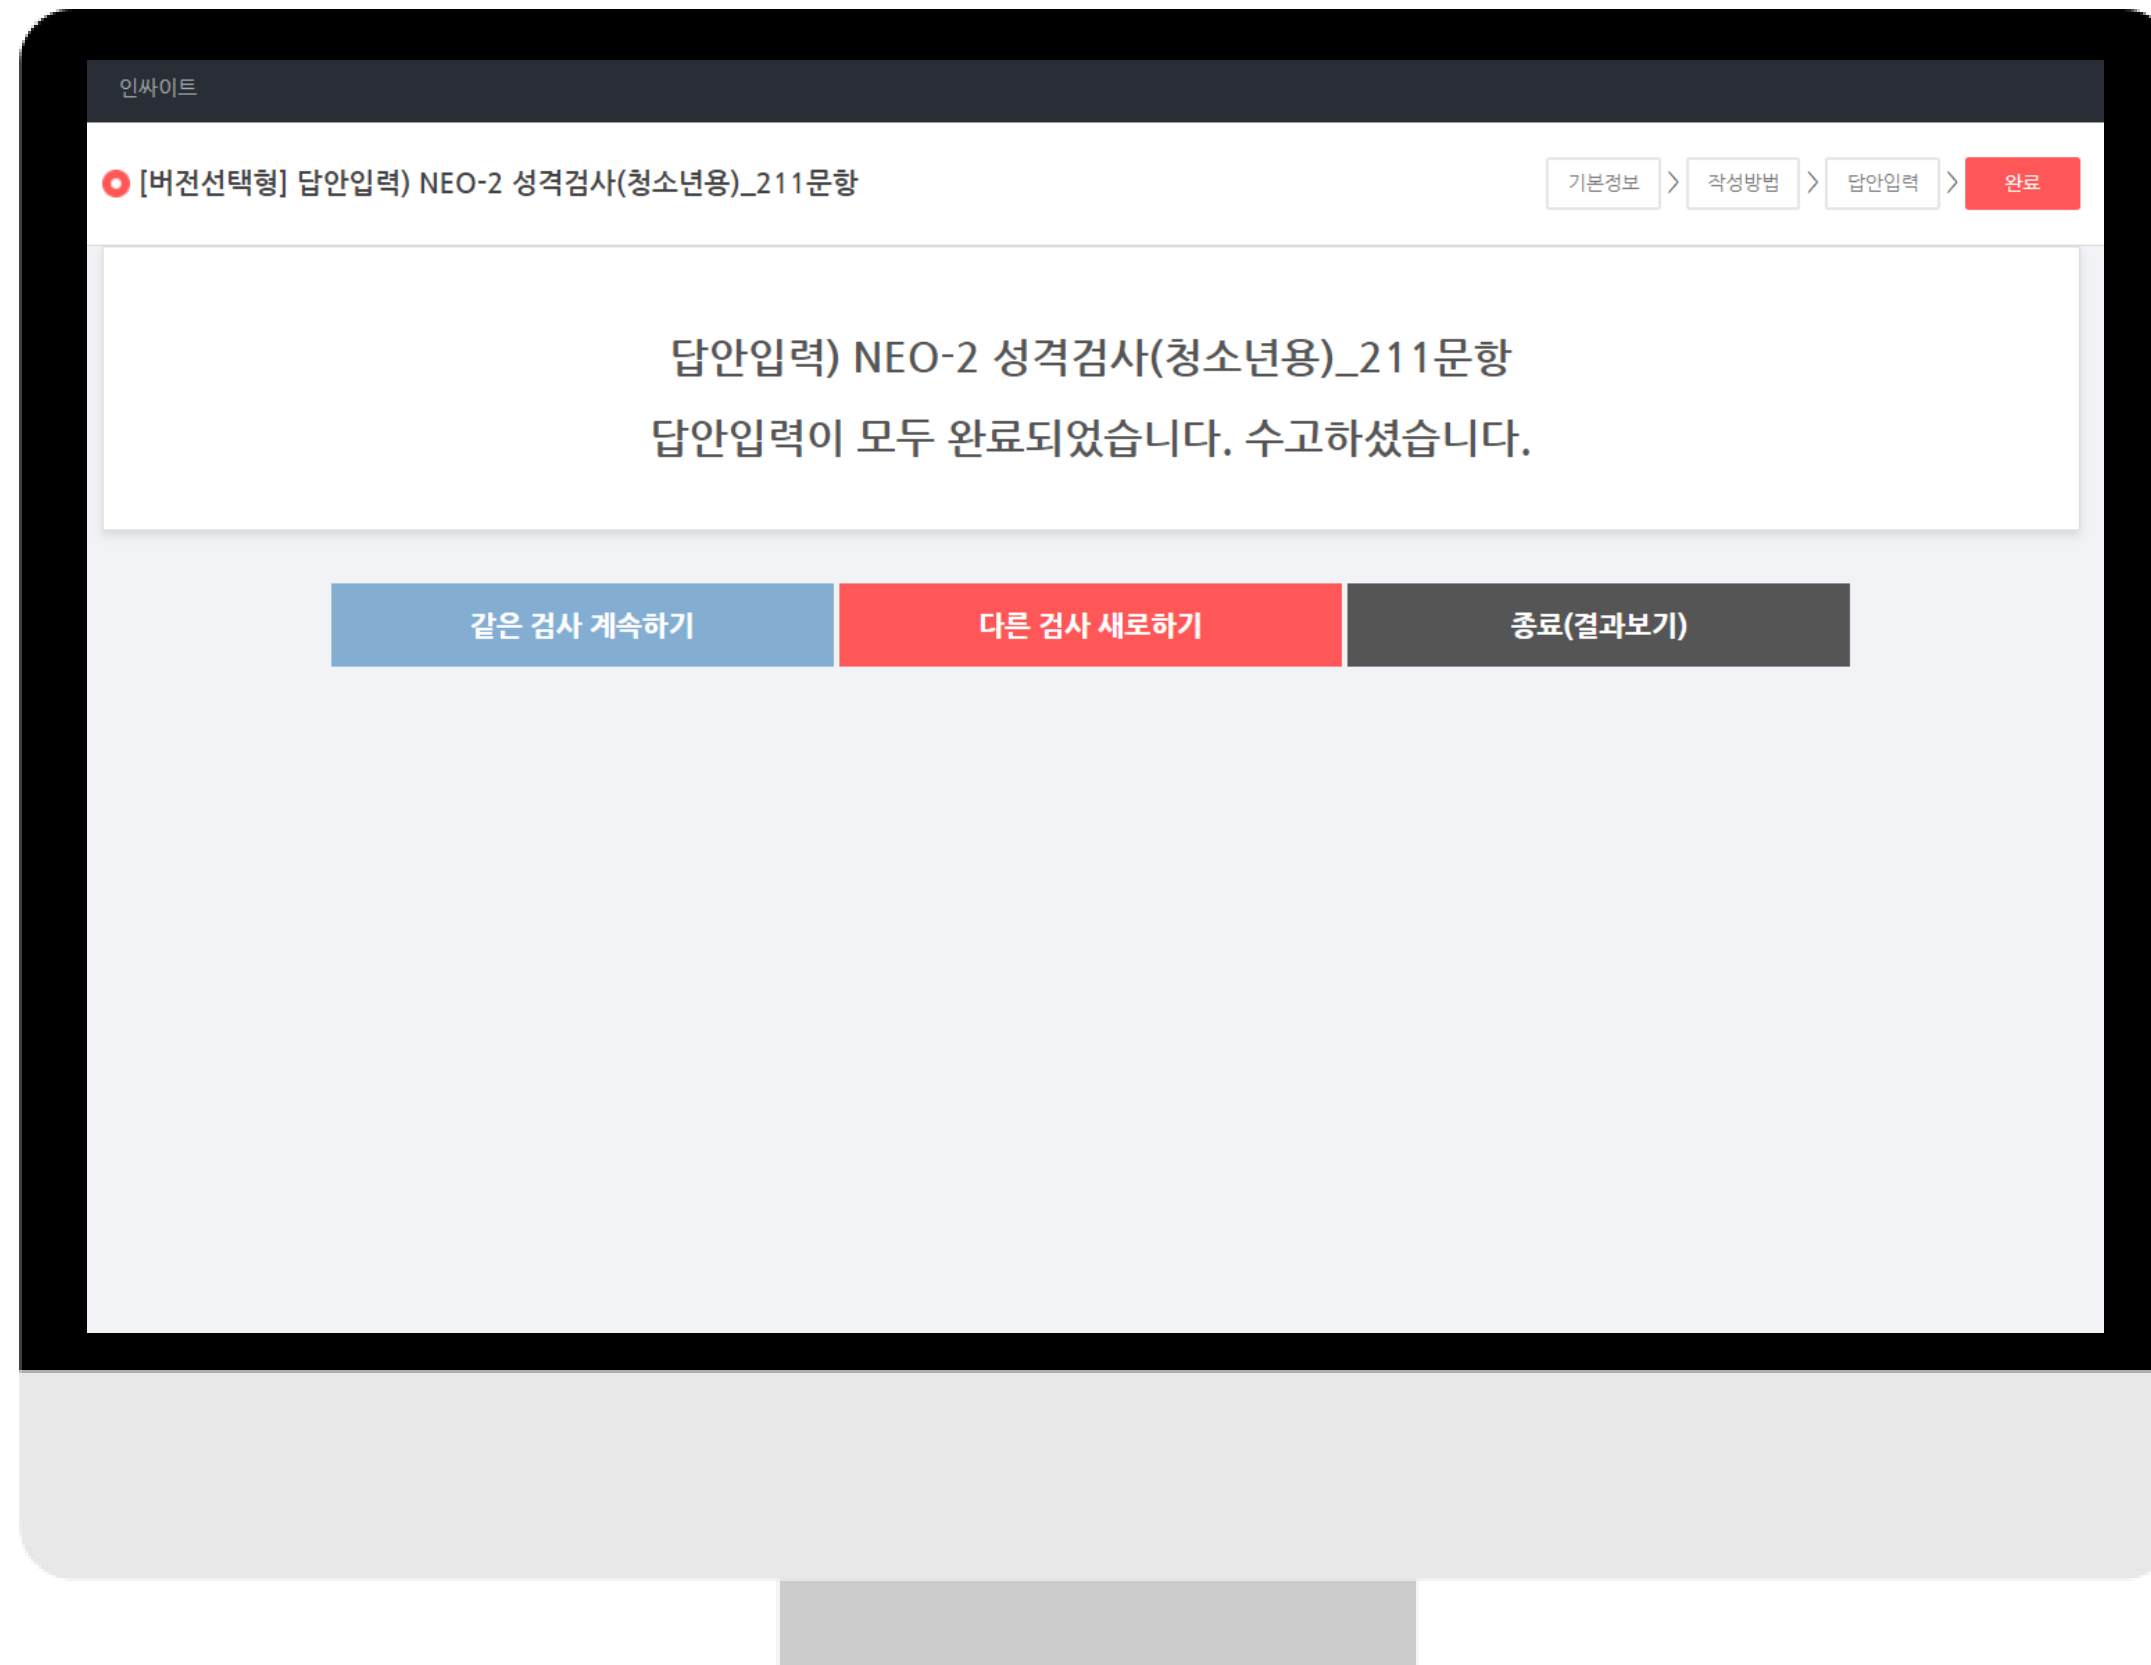 인싸이트
[버전선택형] 답안입력) NEO-2 성격검사(청소년용)_211문항
기본정보 > 작성방법 > 답안입력 > 완료
답안입력) NEO-2 성격검사(청소년용)_211문항
답안입력이 모두 완료되었습니다. 수고하셨습니다.
같은 검사 계속하기
다른 검사 새로하기
종료(결과보기)